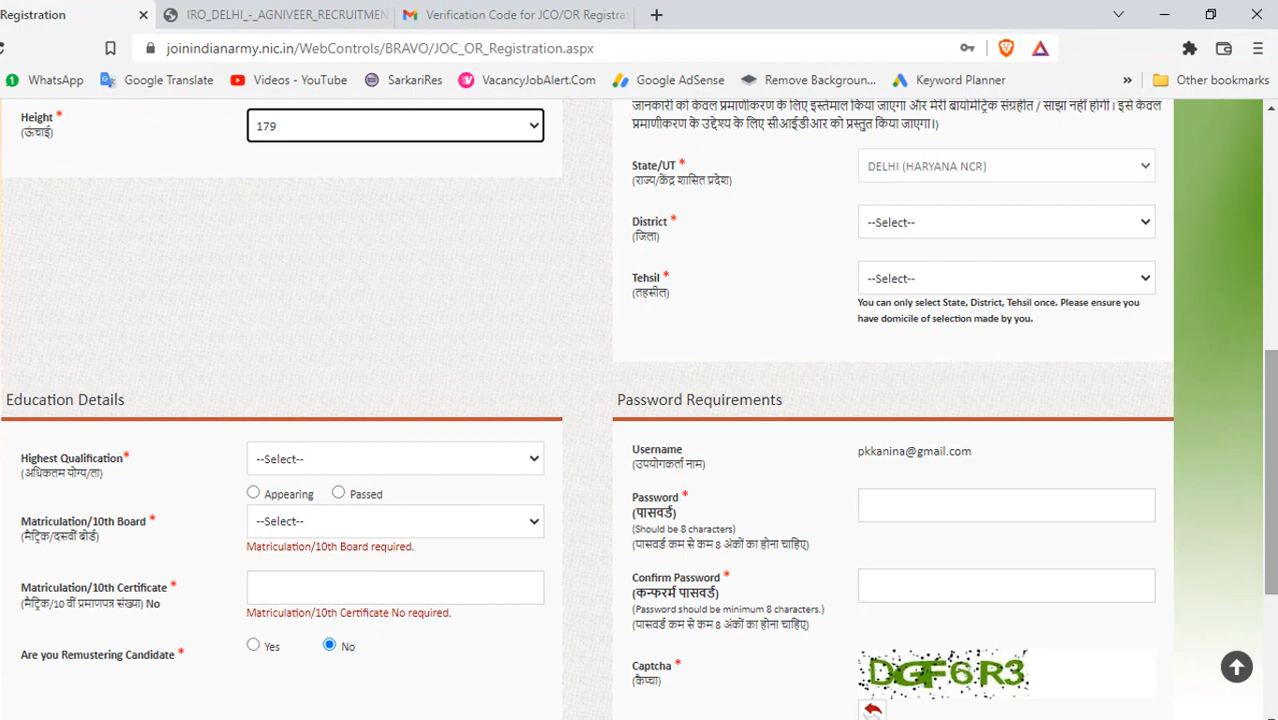 Registration
IRO_DELHI_-_AGNIVEER_RECRUITMEN
Verification Code for JCO/OR Registra
joinindianarmy.nic.in/WebControls/BRAVO/JOC_OR_Registration.aspx
WhatsApp
Google Translate
Videos - YouTube
SarkariRes
VacancyJobAlert.Com
Google AdSense
Remove Backgroun...
Keyword Planner
»
Other bookmarks
Height *
(ऊंचाई)
179
जानकारी को केवल प्रमाणीकरण के लिए इस्तेमाल किया जाएगा और मेरी बायोमैट्रिक संग्रहीत / साझा नहीं होगी। इसे केवल
प्रमाणीकरण के उद्देश्य के लिए सीआईडीआर को प्रस्तुत किया जाएगा।)
State/UT *
(राज्य/केंद्र शासित प्रदेश)
DELHI (HARYANA NCR)
District *
(जिला)
--Select--
Tehsil *
(तहसील)
--Select--
You can only select State, District, Tehsil once. Please ensure you
have domicile of selection made by you.
Education Details
Highest Qualification*
(अधिकतम योग्य/ता)
--Select--
Appearing
Passed
Matriculation/10th Board *
(मैट्रिक/दसवीं बोर्ड)
--Select--
Matriculation/10th Board required.
Matriculation/10th Certificate *
(मैट्रिक/10 वीं प्रमाणपत्र संख्या) No
Matriculation/10th Certificate No required.
Are you Remustering Candidate *
Yes
No
Password Requirements
Username
(उपयोगकर्ता नाम)
pkkanina@gmail.com
Password *
(पासवर्ड)
(Should be 8 characters)
(पासवर्ड कम से कम 8 अंकों का होना चाहिए)
Confirm Password *
(कन्फरर्म पासवर्ड)
(Password should be minimum 8 characters.)
(पासवर्ड कम से कम 8 अंकों का होना चाहिए)
Captcha *
(कैप्चा)
DGF6R3